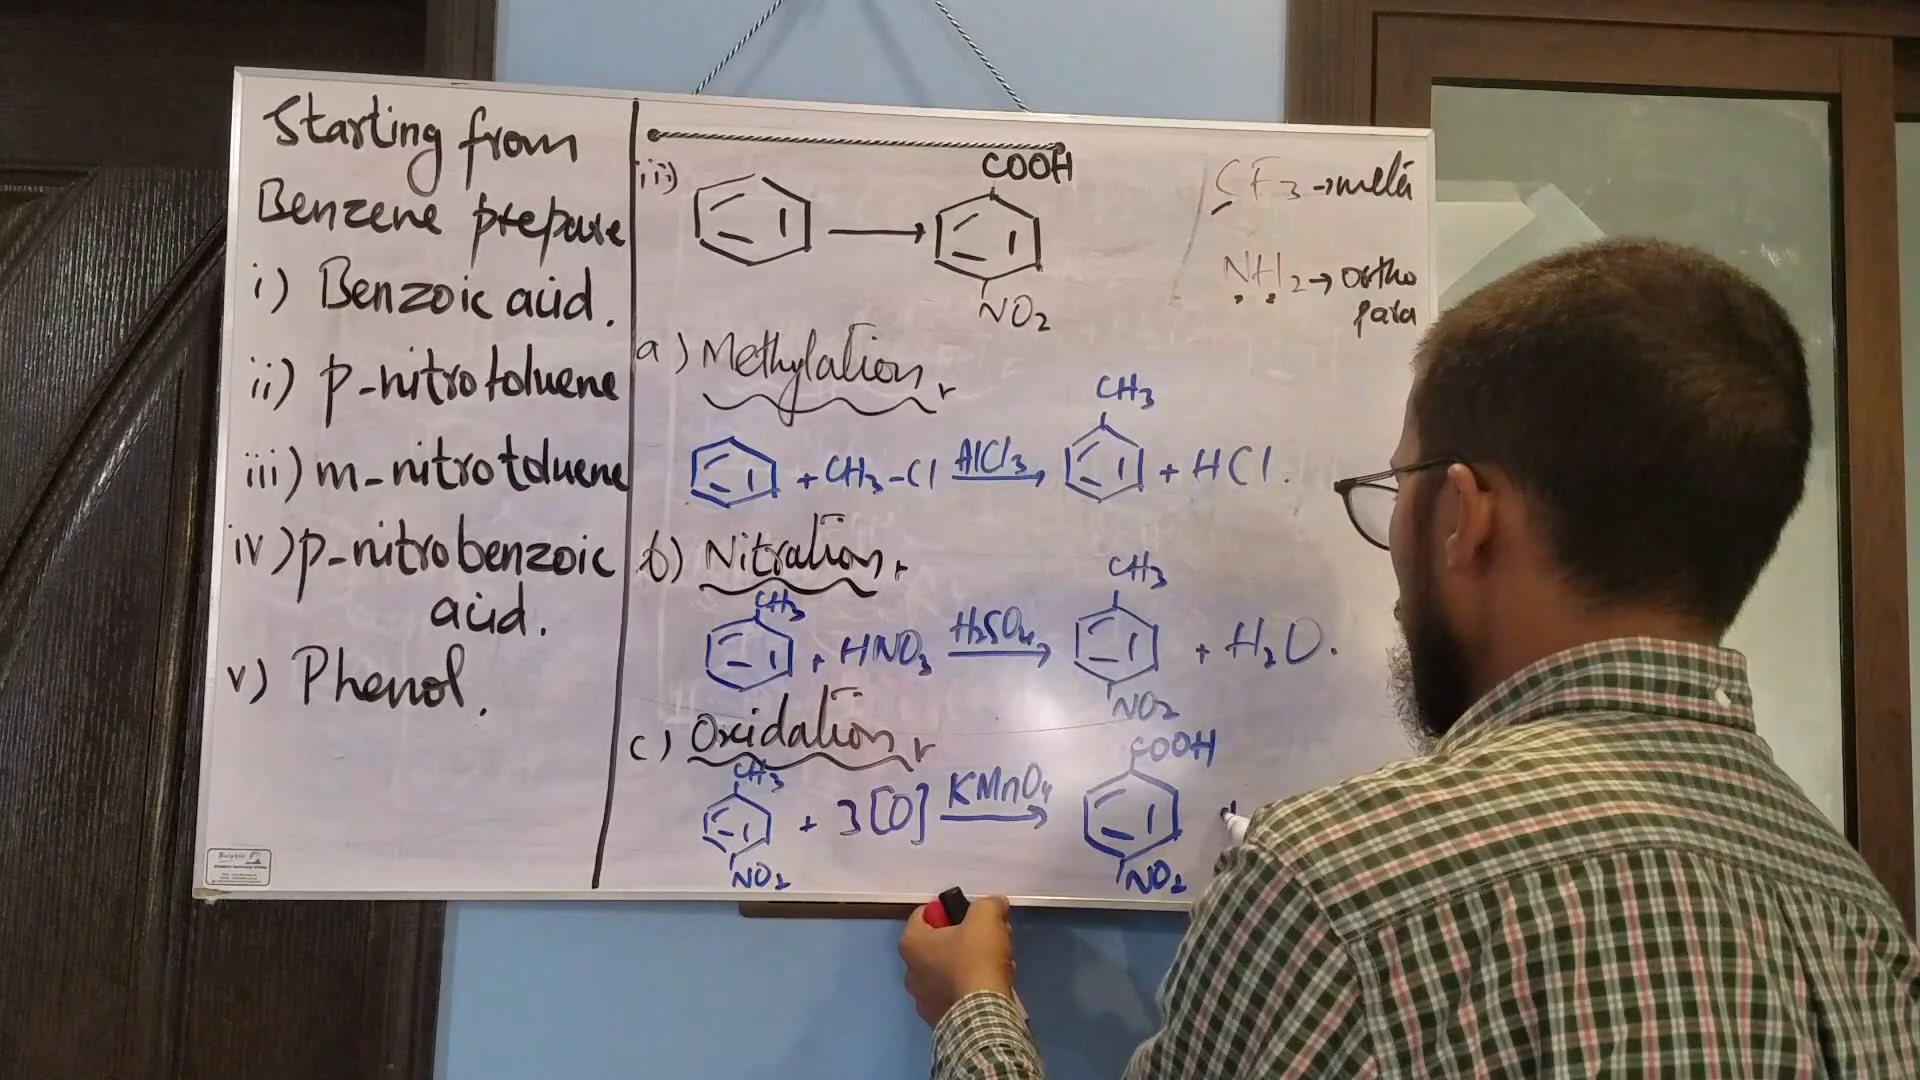 Starting from
Benzene prepare
i) Benzoic acid.
ii) p-nitrotoluene
iii) m-nitrotoluene
iv) p-nitrobenzoic
acid.
v) Phenol.
iii)
COOH
NO2
CF3 → meta
NH2 → ortho
para
a) Methylation
CH3
+ CH3-Cl AlCl3 + HCl.
b) Nitration
CH3
CH3
+ HNO3 H2SO4 + H2O.
NO2
c) Oxidation
CH3
COOH
+ 3[O] KMnO4
NO2
NO2